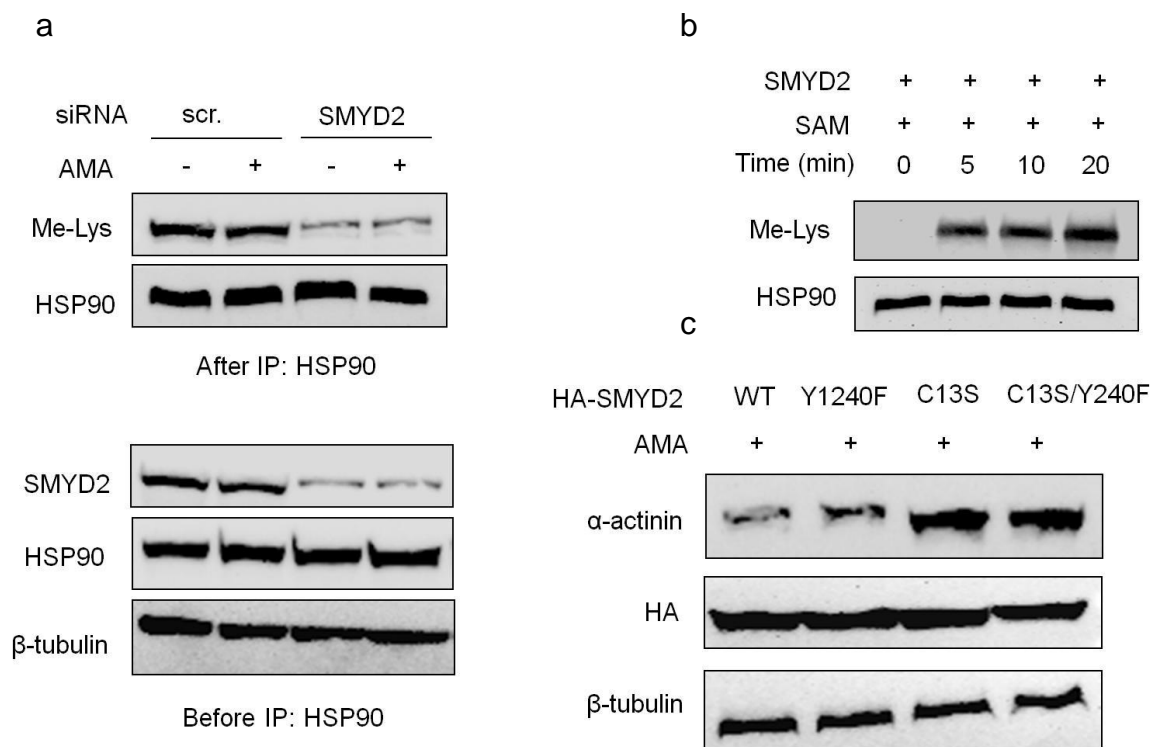 a
siRNA scr. SMYD2
AMA - + - +
Me-Lys
HSP90
After IP: HSP90
SMYD2
HSP90
β-tubulin
Before IP: HSP90
b
SMYD2 + + + +
SAM + + + +
Time (min) 0 5 10 20
Me-Lys
HSP90
c
HA-SMYD2 WT Y1240F C13S C13S/Y240F
AMA + + + +
α-actinin
HA
β-tubulin